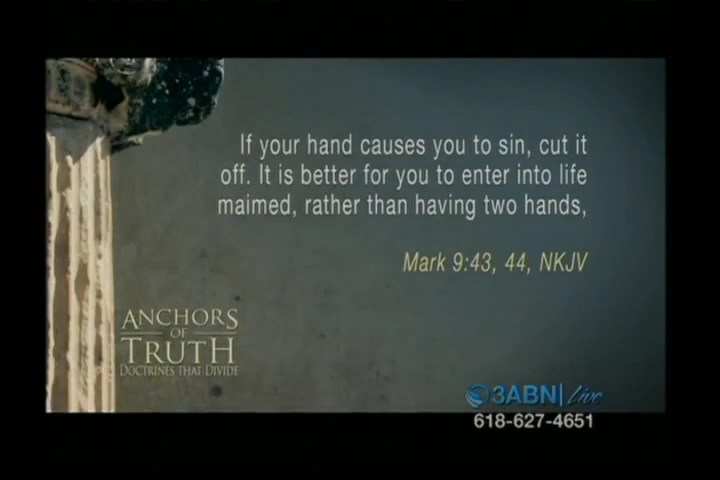 If your hand causes you to sin, cut it
off. It is better for you to enter into life
maimed, rather than having two hands,
Mark 9:43, 44, NKJV
ANCHORS
OF
TRUTH
DOCTRINES THAT DIVIDE
3ABN Live
618-627-4651